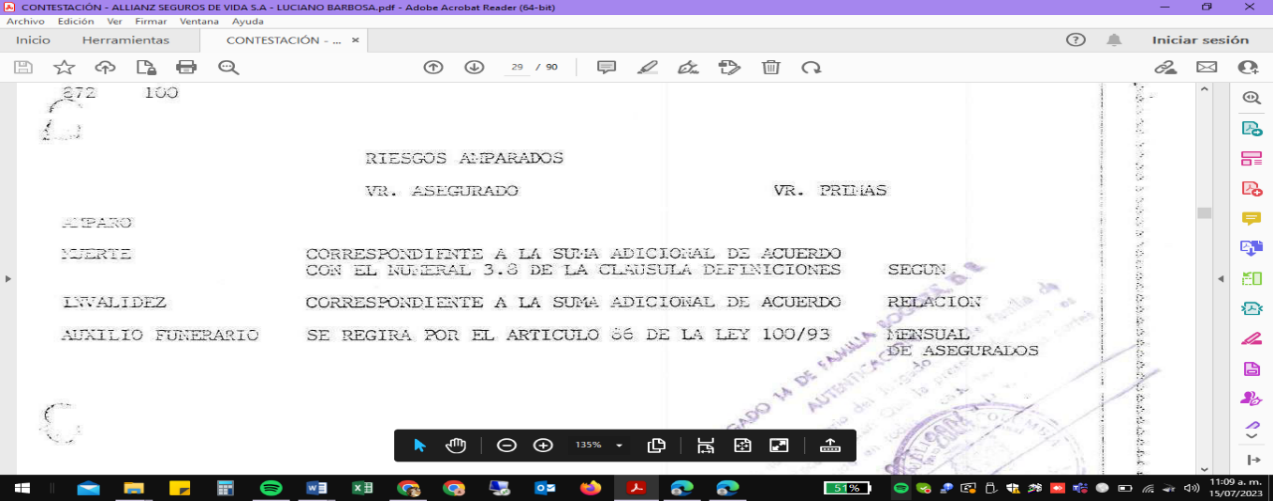 CONTESTACIÓN - ALLIANZ SEGUROS DE VIDA S.A - LUCIANO BARBOSA.pdf - Adobe Acrobat Reader (64-bit)
Archivo Edición Ver Firmar Ventana Ayuda
Inicio Herramientas CONTESTACIÓN - ... × Iniciar sesión
29 / 90
872 100
RIESGOS AMPARADOS
VR. ASEGURADO VR. PRIMAS
AMPARO
MUERTE CORRESPONDIENTE A LA SUMA ADICIONAL DE ACUERDO
CON EL NUMERAL 3.8 DE LA CLAUSULA DEFINICIONES SEGUN
INVALIDEZ CORRESPONDIENTE A LA SUMA ADICIONAL DE ACUERDO RELACION
AUXILIO FUNERARIO SE REGIRA POR EL ARTICULO 86 DE LA LEY 100/93 MENSUAL
DE ASEGURADOS
14 DE FAMILIA BOGOTA
135%
51%
11:09 a. m.
15/07/2023